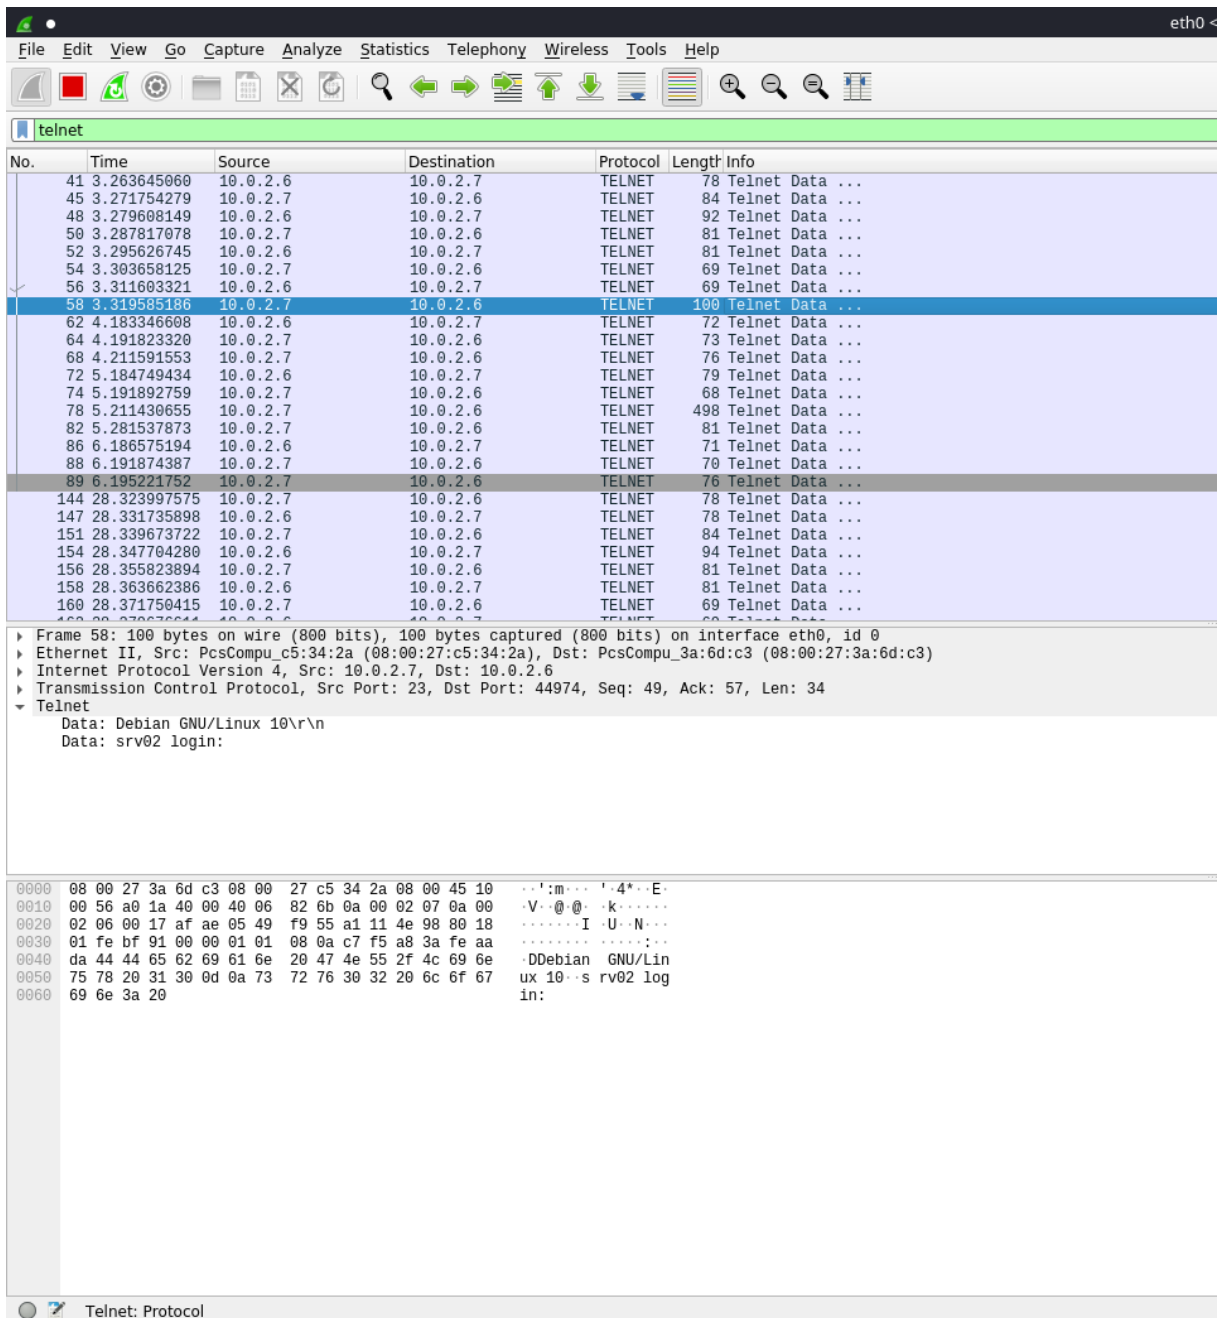 eth0 <
File Edit View Go Capture Analyze Statistics Telephony Wireless Tools Help
telnet
No. Time Source Destination Protocol Length Info
41 3.263645060 10.0.2.6 10.0.2.7 TELNET 78 Telnet Data ...
45 3.271754279 10.0.2.7 10.0.2.6 TELNET 84 Telnet Data ...
48 3.279608149 10.0.2.6 10.0.2.7 TELNET 92 Telnet Data ...
50 3.287817078 10.0.2.7 10.0.2.6 TELNET 81 Telnet Data ...
52 3.295626745 10.0.2.6 10.0.2.7 TELNET 81 Telnet Data ...
54 3.303658125 10.0.2.7 10.0.2.6 TELNET 69 Telnet Data ...
56 3.311603321 10.0.2.6 10.0.2.7 TELNET 69 Telnet Data ...
58 3.319585186 10.0.2.7 10.0.2.6 TELNET 100 Telnet Data ...
62 4.183346608 10.0.2.6 10.0.2.7 TELNET 72 Telnet Data ...
64 4.191823320 10.0.2.7 10.0.2.6 TELNET 73 Telnet Data ...
68 4.211591553 10.0.2.7 10.0.2.6 TELNET 76 Telnet Data ...
72 5.184749434 10.0.2.6 10.0.2.7 TELNET 79 Telnet Data ...
74 5.191892759 10.0.2.7 10.0.2.6 TELNET 68 Telnet Data ...
78 5.211430655 10.0.2.7 10.0.2.6 TELNET 498 Telnet Data ...
82 5.281537873 10.0.2.7 10.0.2.6 TELNET 81 Telnet Data ...
86 6.186575194 10.0.2.6 10.0.2.7 TELNET 71 Telnet Data ...
88 6.191874387 10.0.2.7 10.0.2.6 TELNET 70 Telnet Data ...
89 6.195221752 10.0.2.7 10.0.2.6 TELNET 76 Telnet Data ...
144 28.323997575 10.0.2.7 10.0.2.6 TELNET 78 Telnet Data ...
147 28.331735898 10.0.2.6 10.0.2.7 TELNET 78 Telnet Data ...
151 28.339673722 10.0.2.7 10.0.2.6 TELNET 84 Telnet Data ...
154 28.347704280 10.0.2.6 10.0.2.7 TELNET 94 Telnet Data ...
156 28.355823894 10.0.2.7 10.0.2.6 TELNET 81 Telnet Data ...
158 28.363662386 10.0.2.6 10.0.2.7 TELNET 81 Telnet Data ...
160 28.371750415 10.0.2.7 10.0.2.6 TELNET 69 Telnet Data ...
Frame 58: 100 bytes on wire (800 bits), 100 bytes captured (800 bits) on interface eth0, id 0
Ethernet II, Src: PcsCompu_c5:34:2a (08:00:27:c5:34:2a), Dst: PcsCompu_3a:6d:c3 (08:00:27:3a:6d:c3)
Internet Protocol Version 4, Src: 10.0.2.7, Dst: 10.0.2.6
Transmission Control Protocol, Src Port: 23, Dst Port: 44974, Seq: 49, Ack: 57, Len: 34
Telnet
Data: Debian GNU/Linux 10\r\n
Data: srv02 login:
0000 08 00 27 3a 6d c3 08 00 27 c5 34 2a 08 00 45 10 ··':m··· '·4*··E·
0010 00 56 a0 1a 40 00 40 06 82 6b 0a 00 02 07 0a 00 ·V··@·@· ·k······
0020 02 06 00 17 af ae 05 49 f9 55 a1 11 4e 98 80 18 ·······I ·U··N···
0030 01 fe bf 91 00 00 01 01 08 0a c7 f5 a8 3a fe aa ········ ·····:··
0040 da 44 44 65 62 69 61 6e 20 47 4e 55 2f 4c 69 6e ·DDebian GNU/Lin
0050 75 78 20 31 30 0d 0a 73 72 76 30 32 20 6c 6f 67 ux 10··s rv02 log
0060 69 6e 3a 20 in:
Telnet: Protocol